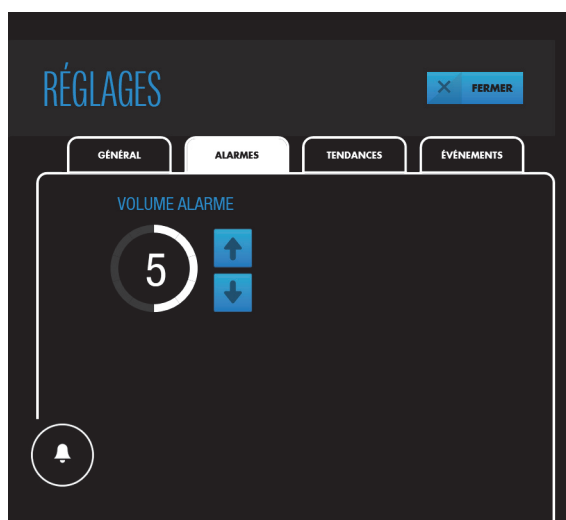 RÉGLAGES
FERMER
GÉNÉRAL
ALARMES
TENDANCES
ÉVÉNEMENTS
VOLUME ALARME
5